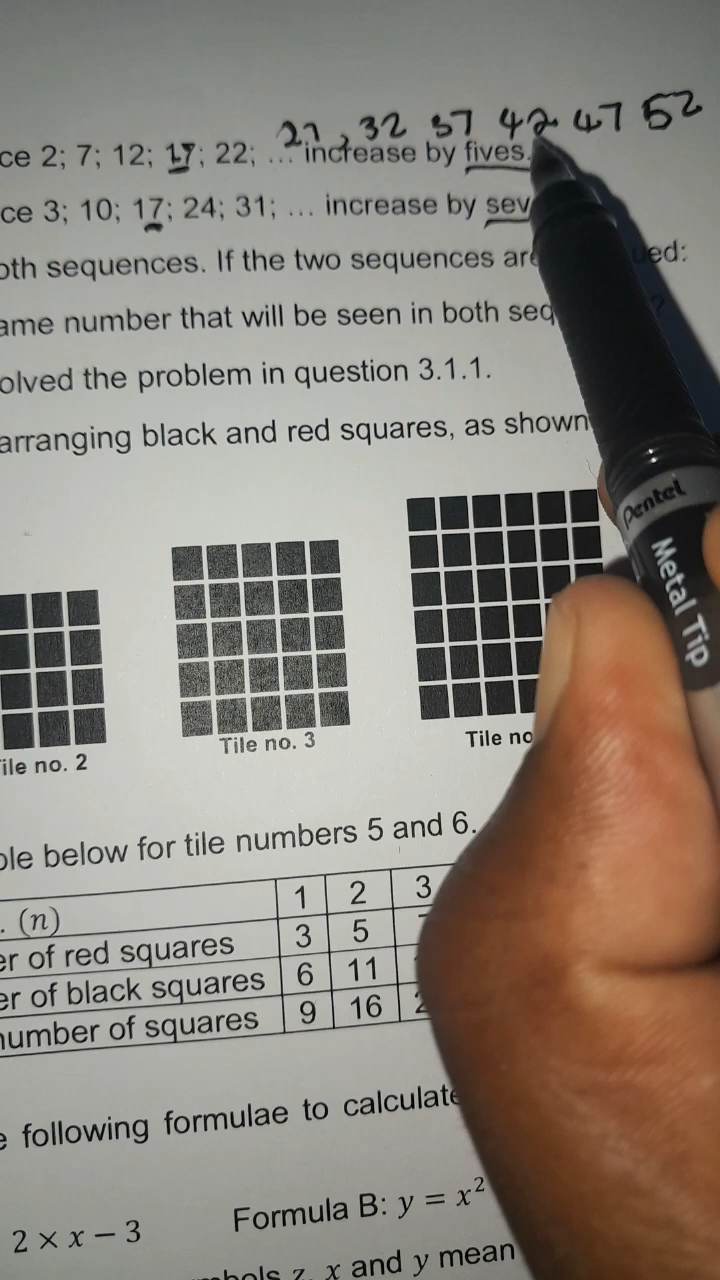 27, 32 37 42 47 52
ce 2; 7; 12; 17; 22; ... increase by fives.
ce 3; 10; 17; 24; 31; ... increase by sev
oth sequences. If the two sequences are ued:
ame number that will be seen in both seq ?
olved the problem in question 3.1.1.
arranging black and red squares, as shown
Pentel
Metal Tip
ile no. 2
Tile no. 3
Tile no
ble below for tile numbers 5 and 6.
. (n) 1 2 3
er of red squares 3 5
er of black squares 6 11
number of squares 9 16 2
e following formulae to calculate
2 × x − 3
Formula B: y = x²
mbols z, x and y mean